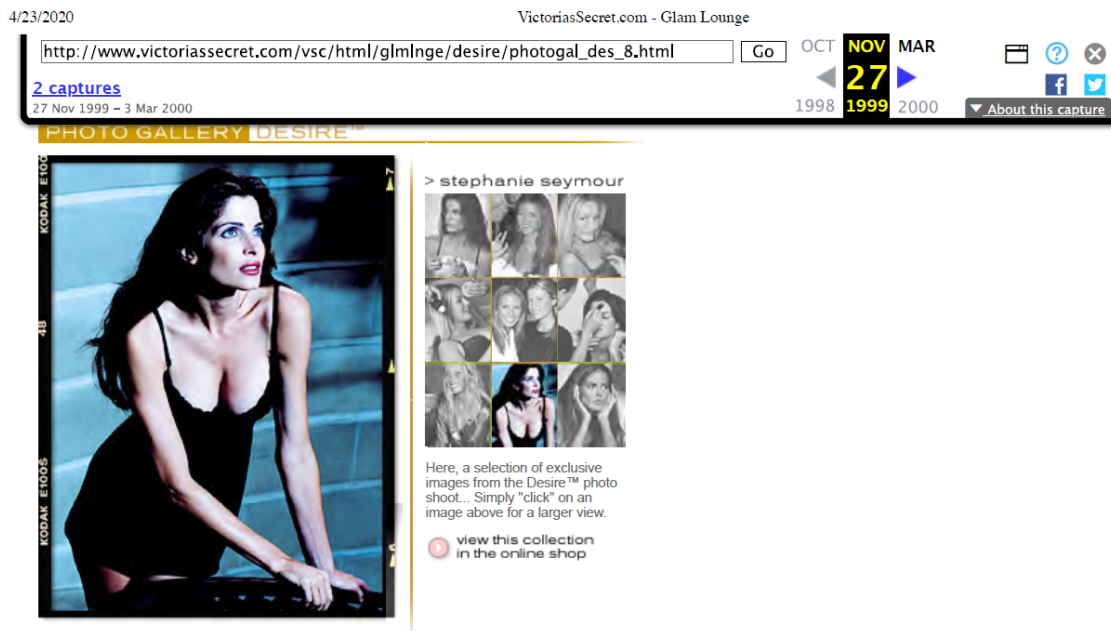 4/23/2020
VictoriasSecret.com - Glam Lounge
http://www.victoriassecret.com/vsc/html/glmlnge/desire/photogal_des_8.html
Go
OCT
NOV
MAR
27
1998
1999
2000
2 captures
27 Nov 1999 – 3 Mar 2000
About this capture
PHOTO GALLERY DESIRE™
KODAK E100S
48
KODAK E100S
7
> stephanie seymour
Here, a selection of exclusive
images from the Desire™ photo
shoot... Simply "click" on an
image above for a larger view.
view this collection
in the online shop